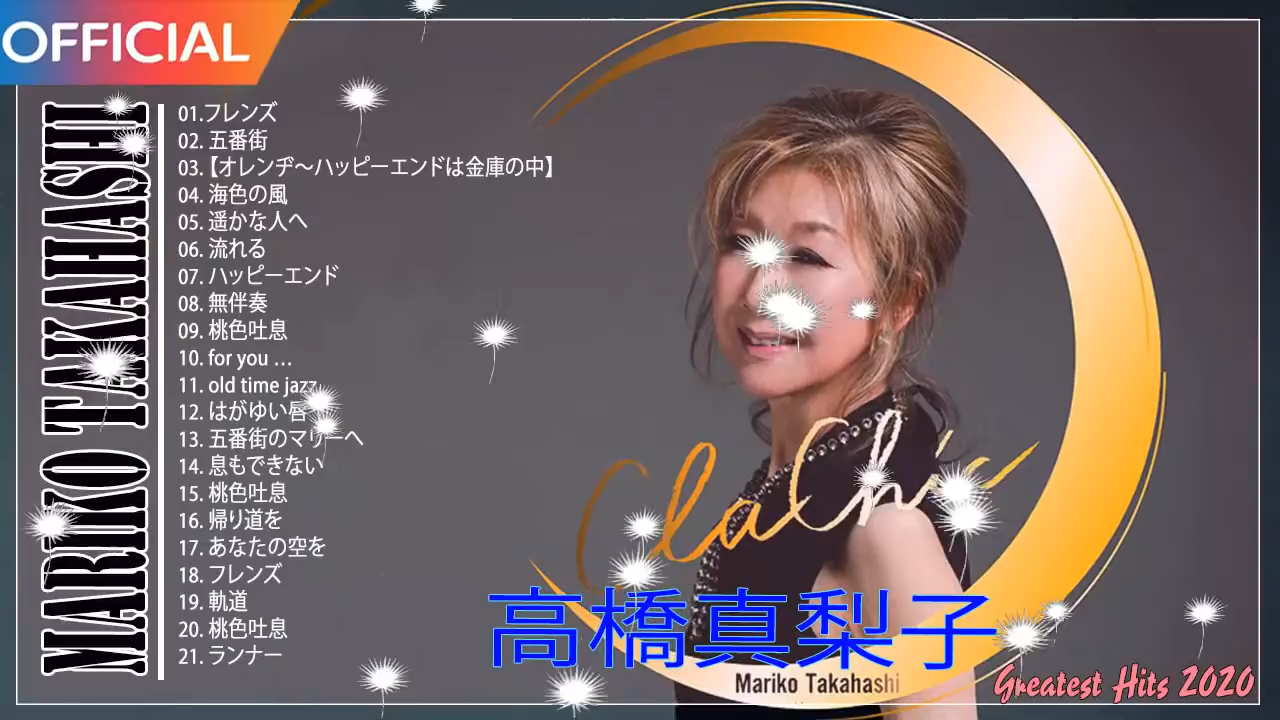 OFFICIAL
MARIKO TAKAHASHI
01.フレンズ
02. 五番街
03.【オレンヂ〜ハッピーエンドは金庫の中】
04. 海色の風
05. 遥かな人へ
06. 流れる
07. ハッピーエンド
08. 無伴奏
09. 桃色吐息
10. for you ...
11. old time jazz
12. はがゆい唇
13. 五番街のマリーへ
14. 息もできない
15. 桃色吐息
16. 帰り道を
17. あなたの空を
18. フレンズ
19. 軌道
20. 桃色吐息
21. ランナー
ClaChic
高橋真梨子
Mariko Takahashi
Greatest Hits 2020